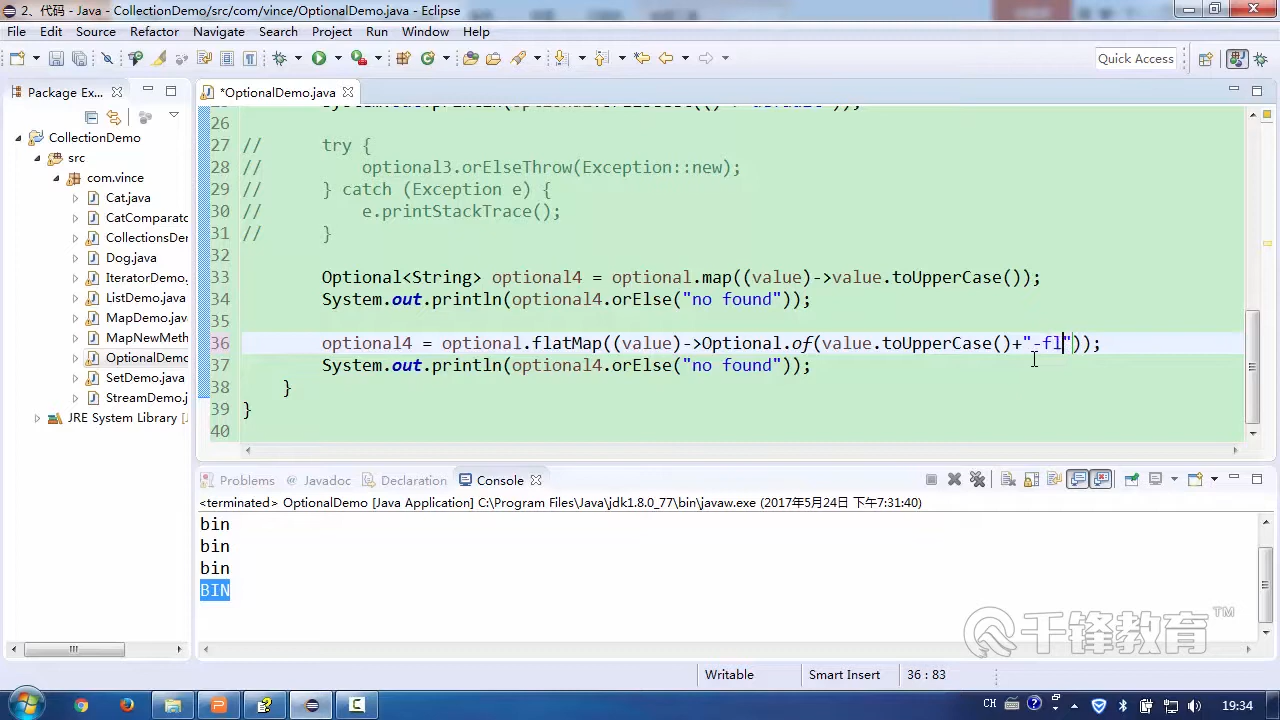 2、代码 - Java - CollectionDemo/src/com/vince/OptionalDemo.java - Eclipse
File Edit Source Refactor Navigate Search Project Run Window Help
Quick Access
Package Ex...
*OptionalDemo.java
CollectionDemo
src
com.vince
Cat.java
CatComparato
CollectionsDer
Dog.java
IteratorDemo.
ListDemo.java
MapDemo.java
MapNewMeth
OptionalDemo
SetDemo.java
StreamDemo.j
JRE System Library [J
26
27 // try {
28 // optional3.orElseThrow(Exception::new);
29 // } catch (Exception e) {
30 // e.printStackTrace();
31 // }
32
33 Optional<String> optional4 = optional.map((value)->value.toUpperCase());
34 System.out.println(optional4.orElse("no found"));
35
36 optional4 = optional.flatMap((value)->Optional.of(value.toUpperCase()+"-fl"));
37 System.out.println(optional4.orElse("no found"));
38 }
39 }
40
Problems @ Javadoc Declaration Console
<terminated> OptionalDemo [Java Application] C:\Program Files\Java\jdk1.8.0_77\bin\javaw.exe (2017年5月24日 下午7:31:40)
bin
bin
bin
BIN
千锋教育™
Writable Smart Insert 36 : 83
CH 19:34